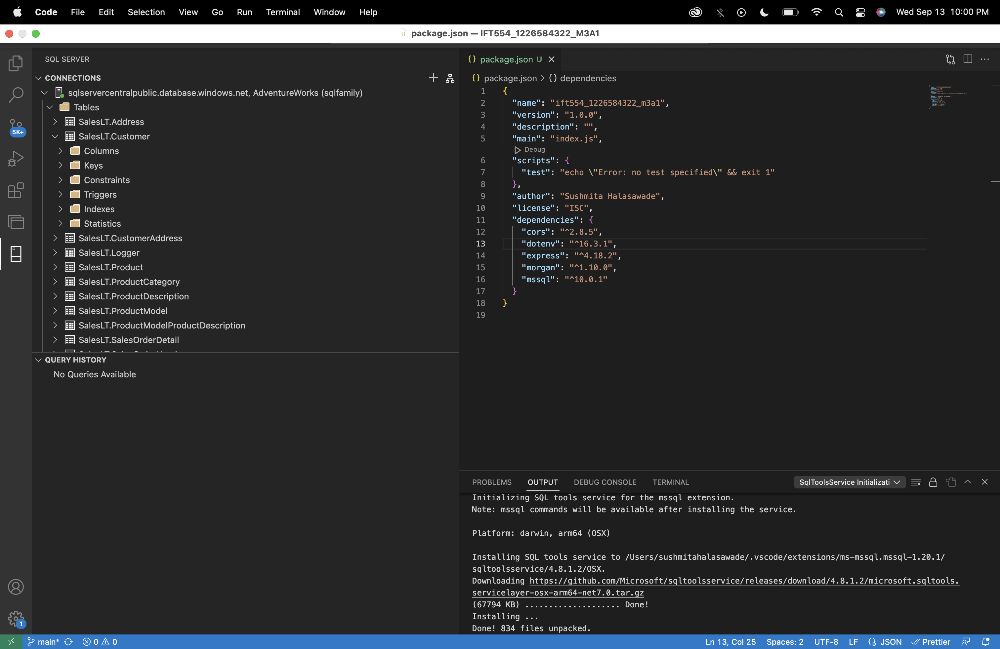 Code File Edit Selection View Go Run Terminal Window Help Wed Sep 13 10:00 PM
package.json — IFT554_1226584322_M3A1
SQL SERVER
CONNECTIONS
sqlservercentralpublic.database.windows.net, AdventureWorks (sqlfamily)
Tables
SalesLT.Address
SalesLT.Customer
Columns
Keys
Constraints
Triggers
Indexes
Statistics
SalesLT.CustomerAddress
SalesLT.Logger
SalesLT.Product
SalesLT.ProductCategory
SalesLT.ProductDescription
SalesLT.ProductModel
SalesLT.ProductModelProductDescription
SalesLT.SalesOrderDetail
QUERY HISTORY
No Queries Available
5K+
1
{} package.json U
{} package.json > {} dependencies
1 {
2 "name": "ift554_1226584322_m3a1",
3 "version": "1.0.0",
4 "description": "",
5 "main": "index.js",
Debug
6 "scripts": {
7 "test": "echo \"Error: no test specified\" && exit 1"
8 },
9 "author": "Sushmita Halasawade",
10 "license": "ISC",
11 "dependencies": {
12 "cors": "^2.8.5",
13 "dotenv": "^16.3.1",
14 "express": "^4.18.2",
15 "morgan": "^1.10.0",
16 "mssql": "^10.0.1"
17 }
18 }
19
PROBLEMS OUTPUT DEBUG CONSOLE TERMINAL SqlToolsService Initializati
Initializing SQL tools service for the mssql extension.
Note: mssql commands will be available after installing the service.
Platform: darwin, arm64 (OSX)
Installing SQL tools service to /Users/sushmitahalasawade/.vscode/extensions/ms-mssql.mssql-1.20.1/
sqltoolsservice/4.8.1.2/OSX.
Downloading https://github.com/Microsoft/sqltoolsservice/releases/download/4.8.1.2/microsoft.sqltools.
servicelayer-osx-arm64-net7.0.tar.gz
(67794 KB) .................... Done!
Installing ...
Done! 834 files unpacked.
main* 0 0 Ln 13, Col 25 Spaces: 2 UTF-8 LF {} JSON Prettier